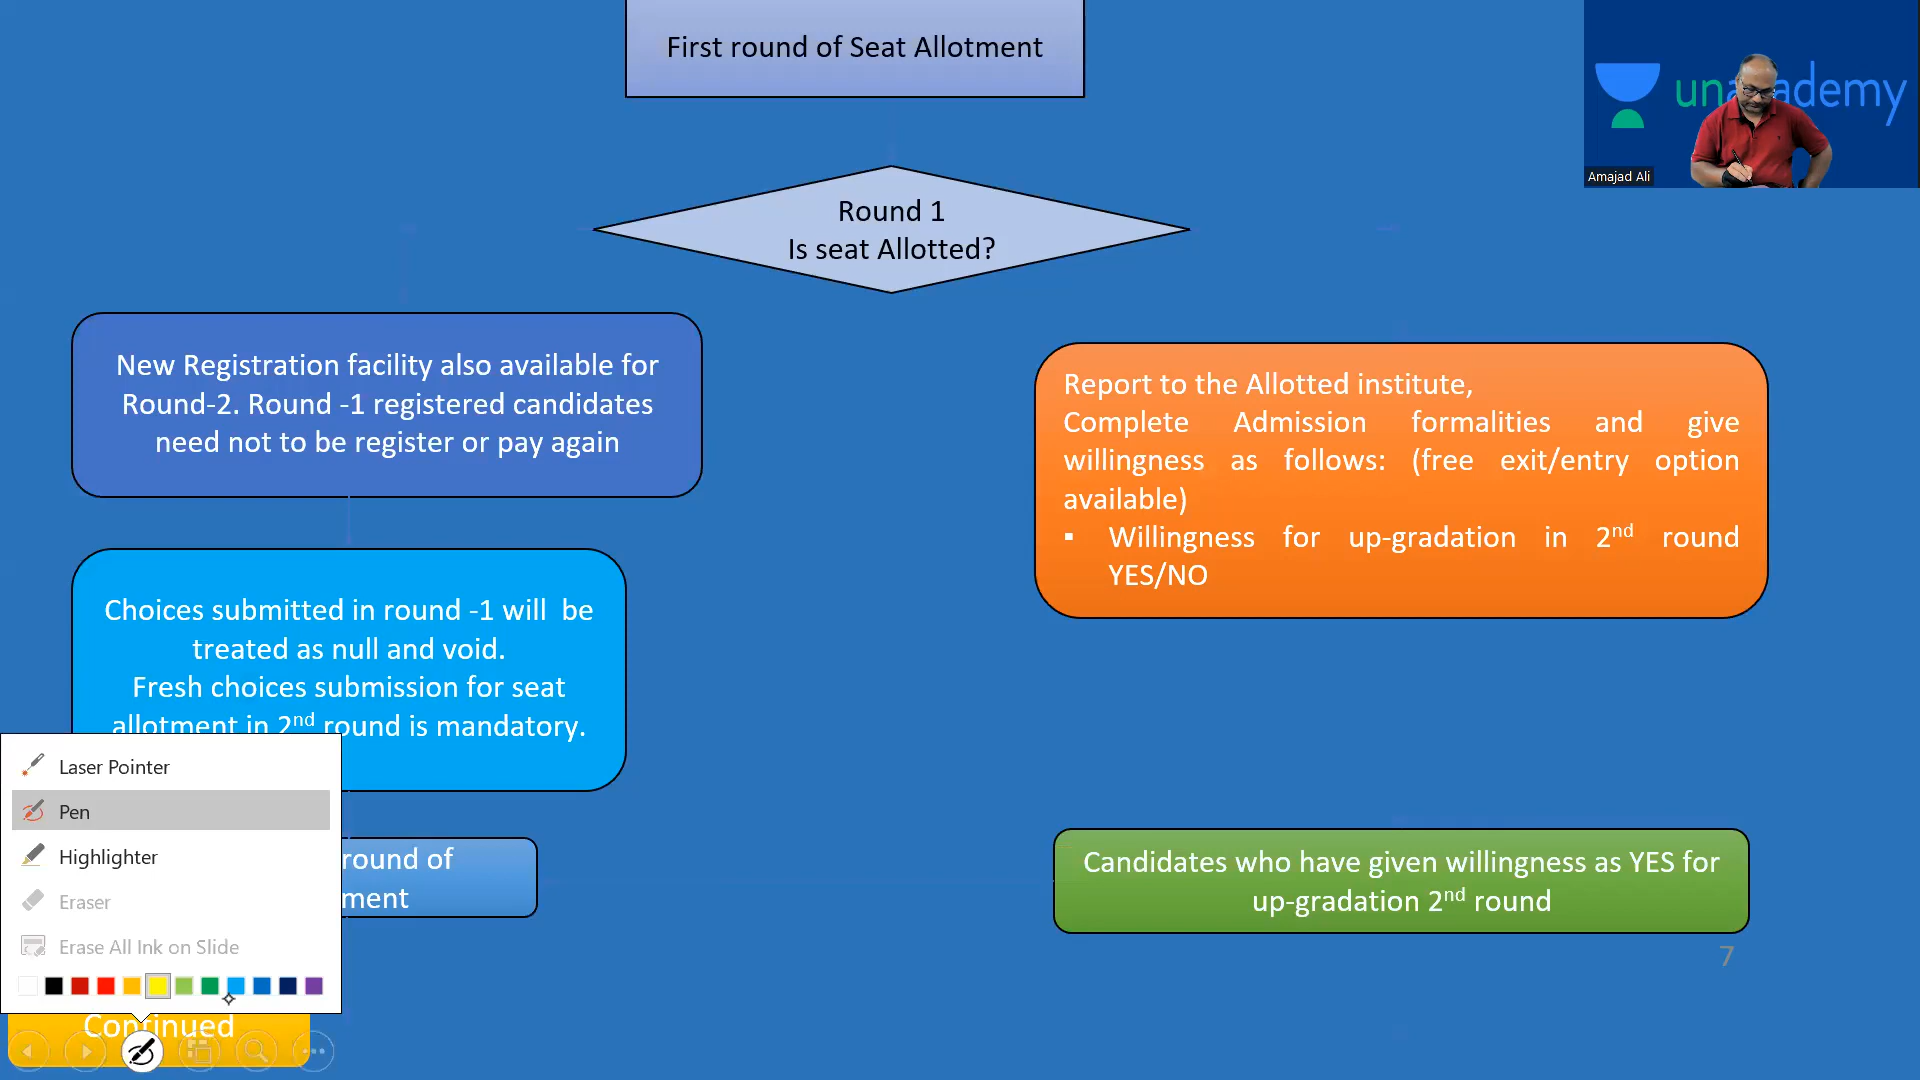 First round of Seat Allotment
unacademy
Amajad Ali
Round 1
Is seat Allotted?
New Registration facility also available for
Round-2. Round -1 registered candidates
need not to be register or pay again
Report to the Allotted institute,
Complete Admission formalities and give
willingness as follows: (free exit/entry option
available)
▪ Willingness for up-gradation in 2nd round
YES/NO
Choices submitted in round -1 will be
treated as null and void.
Fresh choices submission for seat
allotment in 2nd round is mandatory.
Laser Pointer
Pen
Highlighter
Eraser
Erase All Ink on Slide
round of
ment
Candidates who have given willingness as YES for
up-gradation 2nd round
7
Continued